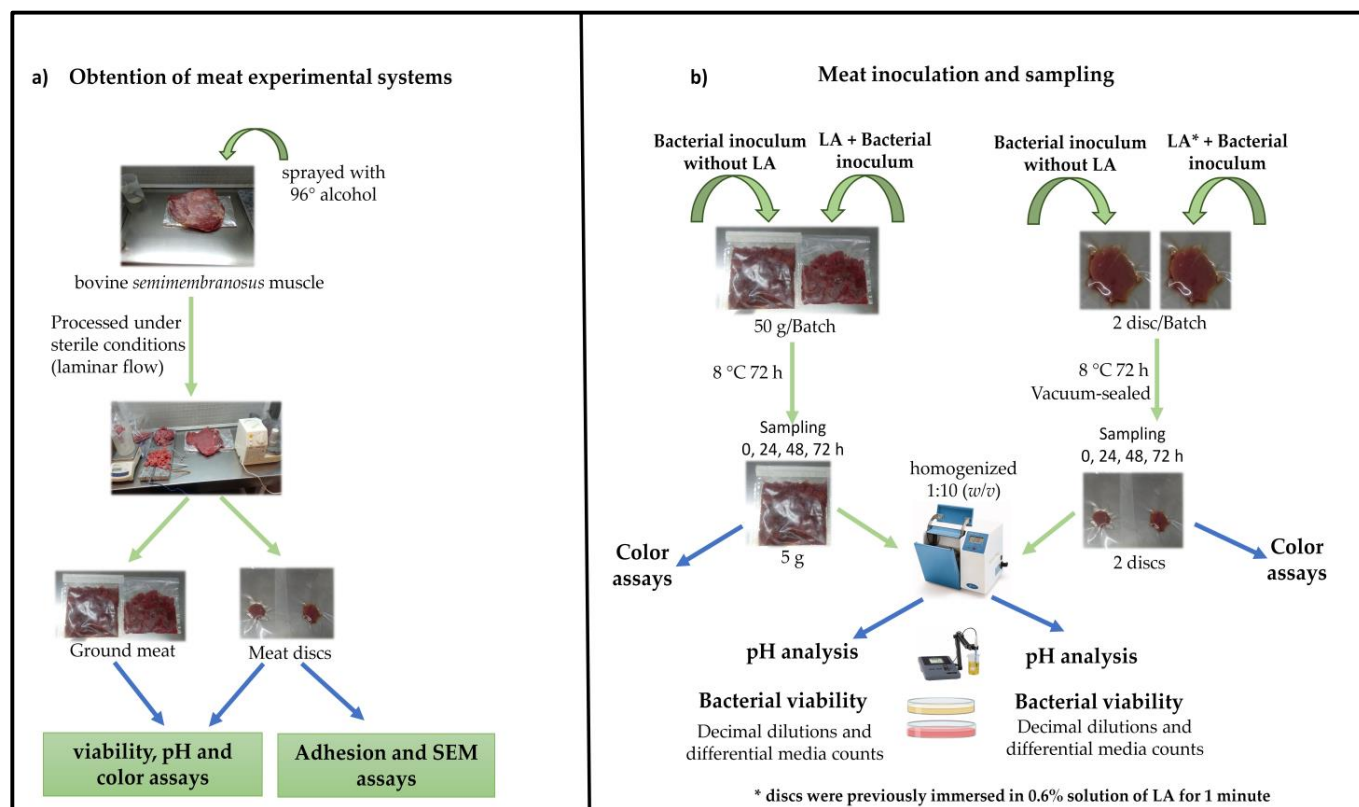 a) Obtention of meat experimental systems
sprayed with
96° alcohol
bovine semimembranosus muscle
Processed under
sterile conditions
(laminar flow)
Ground meat
Meat discs
viability, pH and
color assays
Adhesion and SEM
assays
b) Meat inoculation and sampling
Bacterial inoculum
without LA
LA + Bacterial
inoculum
Bacterial inoculum
without LA
LA* + Bacterial
inoculum
50 g/Batch
2 disc/Batch
8 °C 72 h
8 °C 72 h
Vacuum-sealed
Sampling
0, 24, 48, 72 h
Sampling
0, 24, 48, 72 h
homogenized
1:10 (w/v)
Color
assays
5 g
2 discs
Color
assays
pH analysis
pH analysis
Bacterial viability
Decimal dilutions and
differential media counts
Bacterial viability
Decimal dilutions and
differential media counts
* discs were previously immersed in 0.6% solution of LA for 1 minute